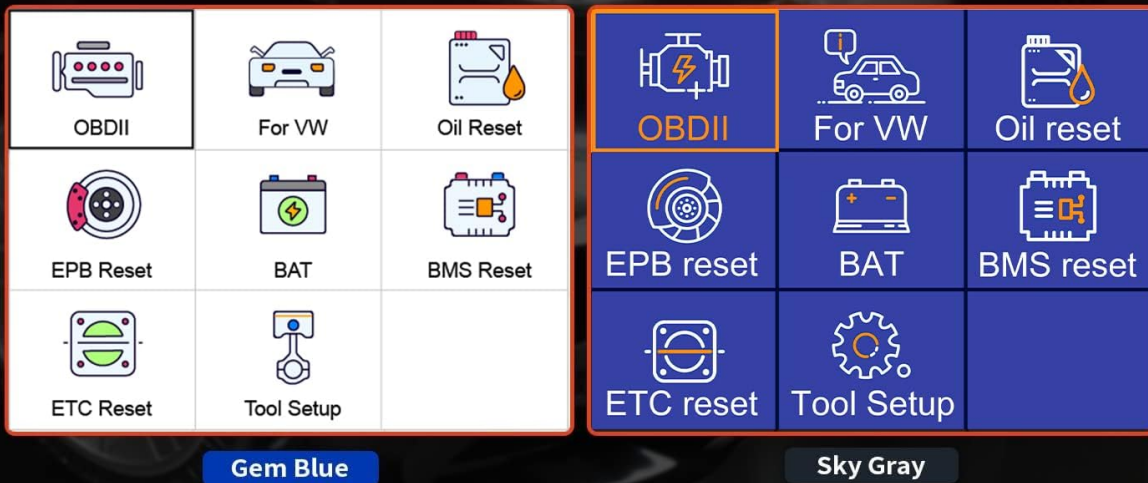 OBDII
For VW
Oil Reset
EPB Reset
BAT
BMS Reset
ETC Reset
Tool Setup
Gem Blue
i
OBDII
For VW
Oil reset
EPB reset
BAT
BMS reset
ETC reset
Tool Setup
Sky Gray